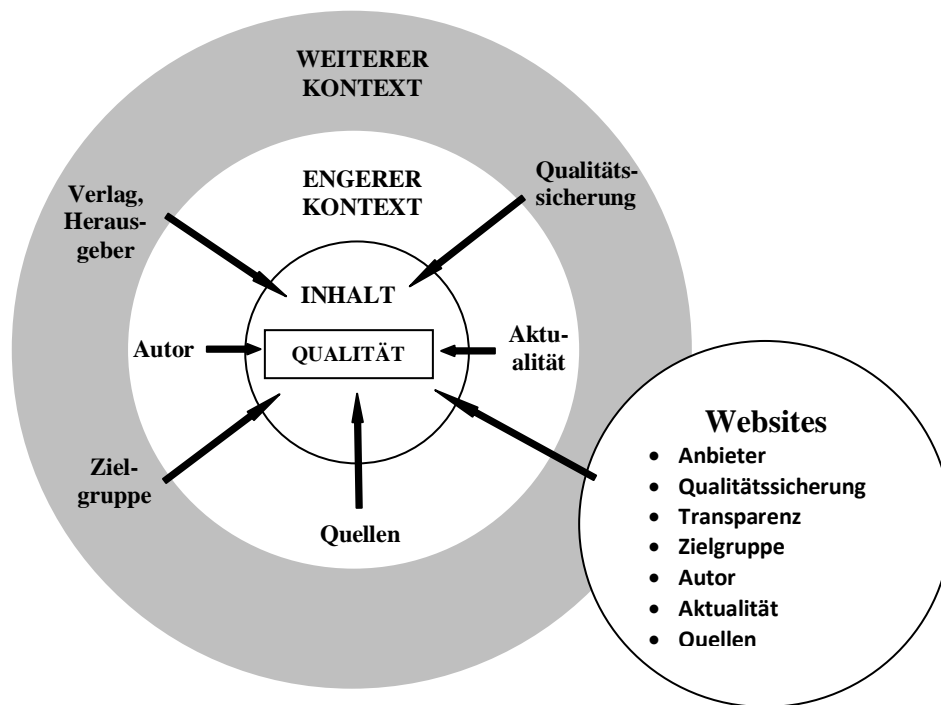 WEITERER
KONTEXT
Verlag,
Heraus-
geber
ENGERER
KONTEXT
Qualitäts-
sicherung
INHALT
Autor
QUALITÄT
Aktu-
alität
Ziel-
gruppe
Quellen
Websites
• Anbieter
• Qualitätssicherung
• Transparenz
• Zielgruppe
• Autor
• Aktualität
• Quellen